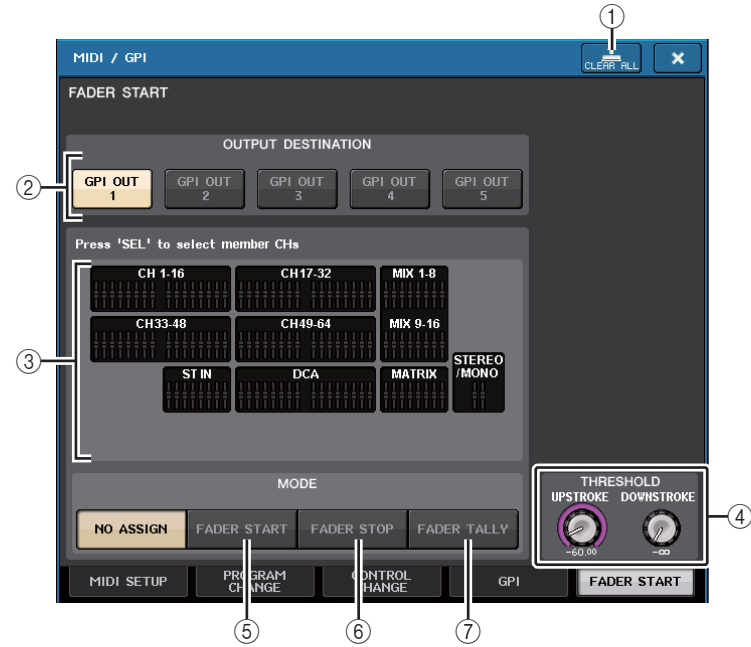 ①
MIDI / GPI
CLEAR ALL
×
FADER START
OUTPUT DESTINATION
②
GPI OUT 1
GPI OUT 2
GPI OUT 3
GPI OUT 4
GPI OUT 5
Press 'SEL' to select member CHs
③
CH 1-16
CH17-32
MIX 1-8
CH33-48
CH49-64
MIX 9-16
ST IN
DCA
MATRIX
STEREO /MONO
MODE
NO ASSIGN
FADER START
FADER STOP
FADER TALLY
THRESHOLD
UPSTROKE
DOWNSTROKE
-60.00
-∞
④
MIDI SETUP
PROGRAM CHANGE
CONTROL CHANGE
GPI
FADER START
⑤
⑥
⑦